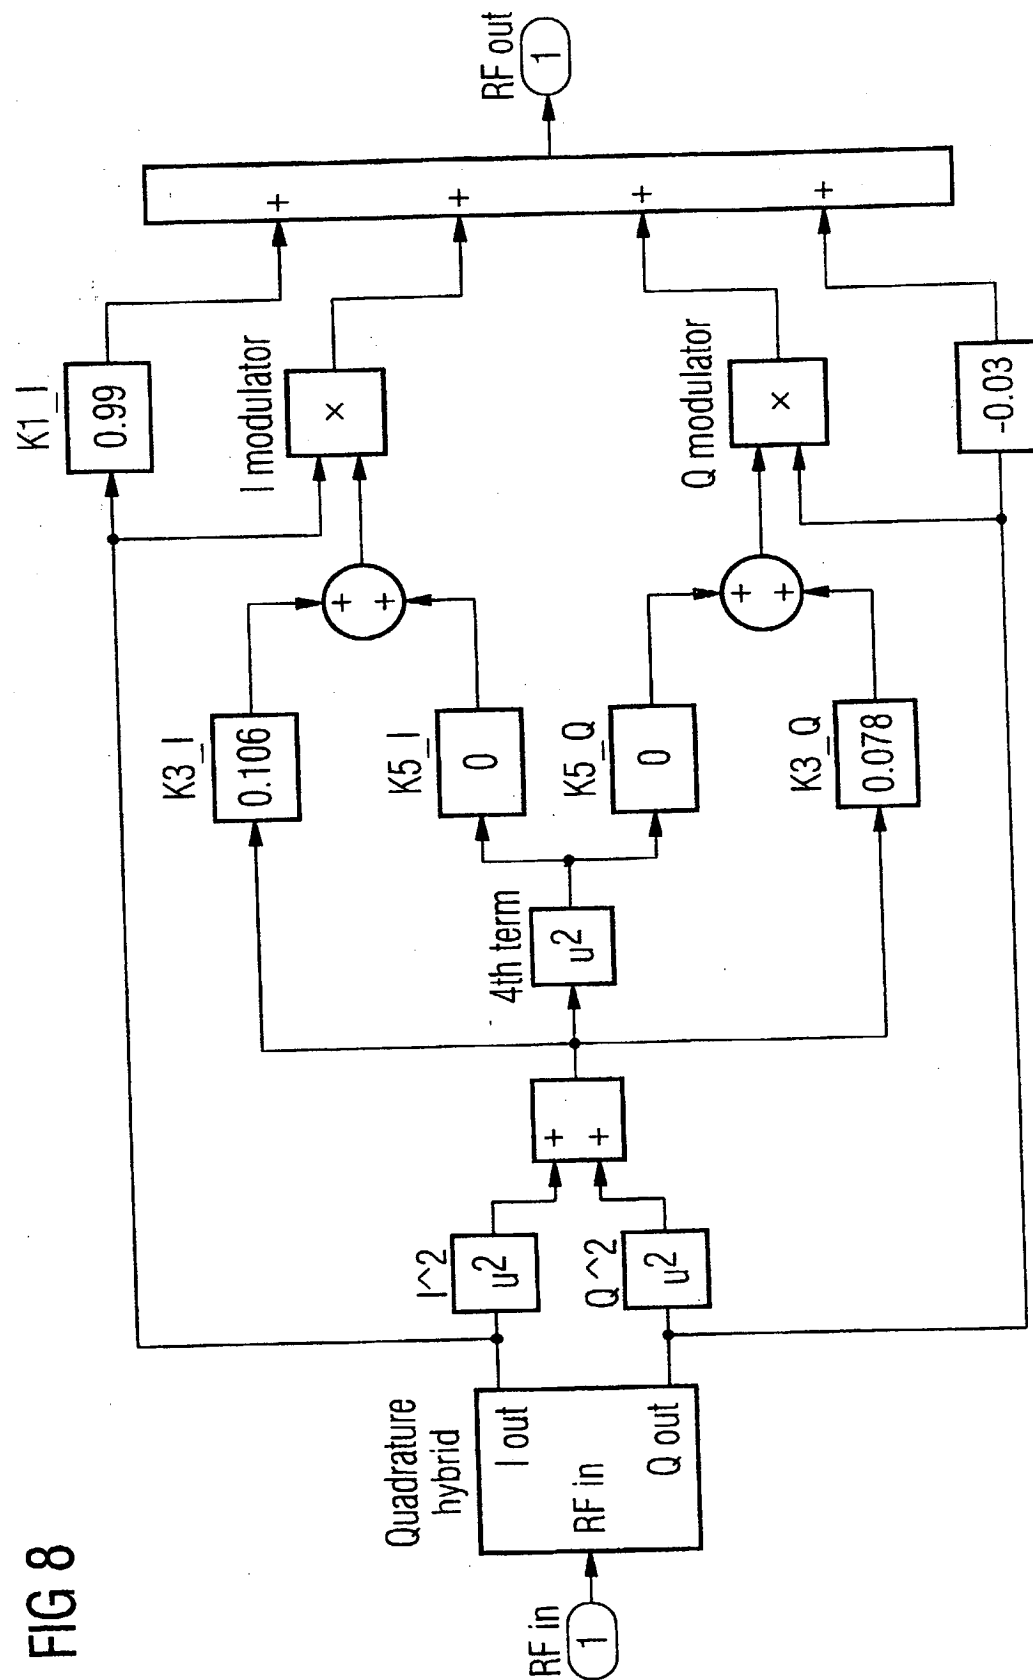 FIG 8
RF in
1
Quadrature
hybrid
RF in
I out
Q out
I^2
u²
Q^2
u²
+
+
4th term
u²
K3_I
0.106
K5_I
0
K5_Q
0
K3_Q
0.078
+
+
+
+
K1_I
0.99
I modulator
×
Q modulator
×
-0.03
+
+
+
+
RF out
1